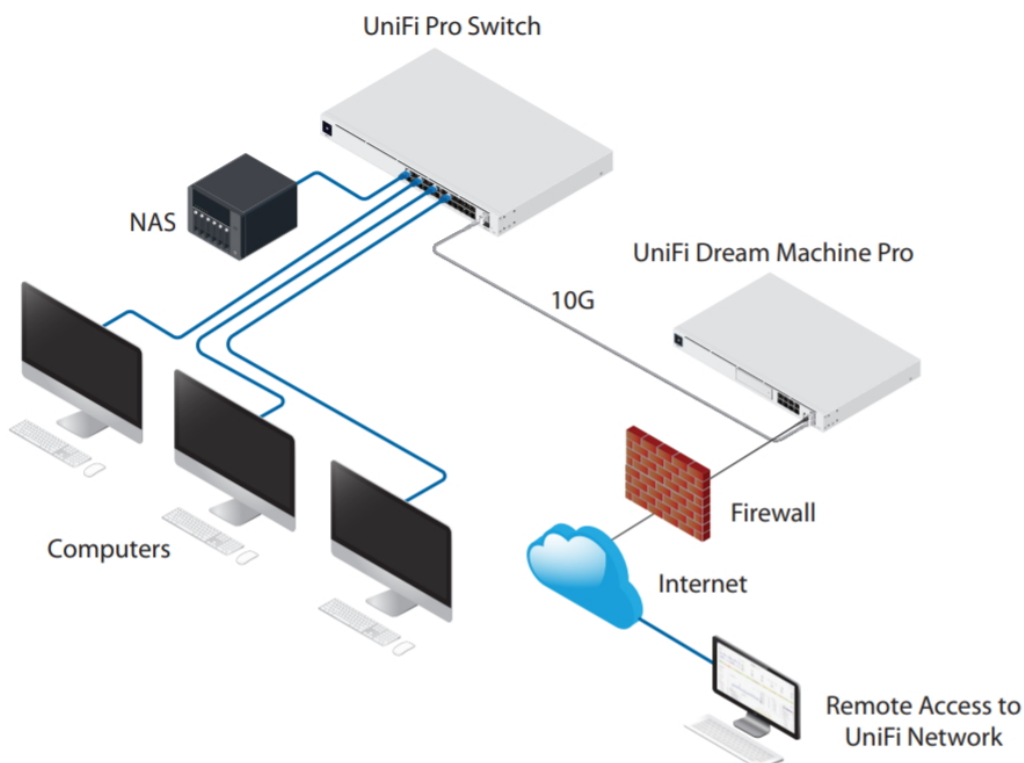 UniFi Pro Switch
NAS
UniFi Dream Machine Pro
10G
Computers
Firewall
Internet
Remote Access to
UniFi Network